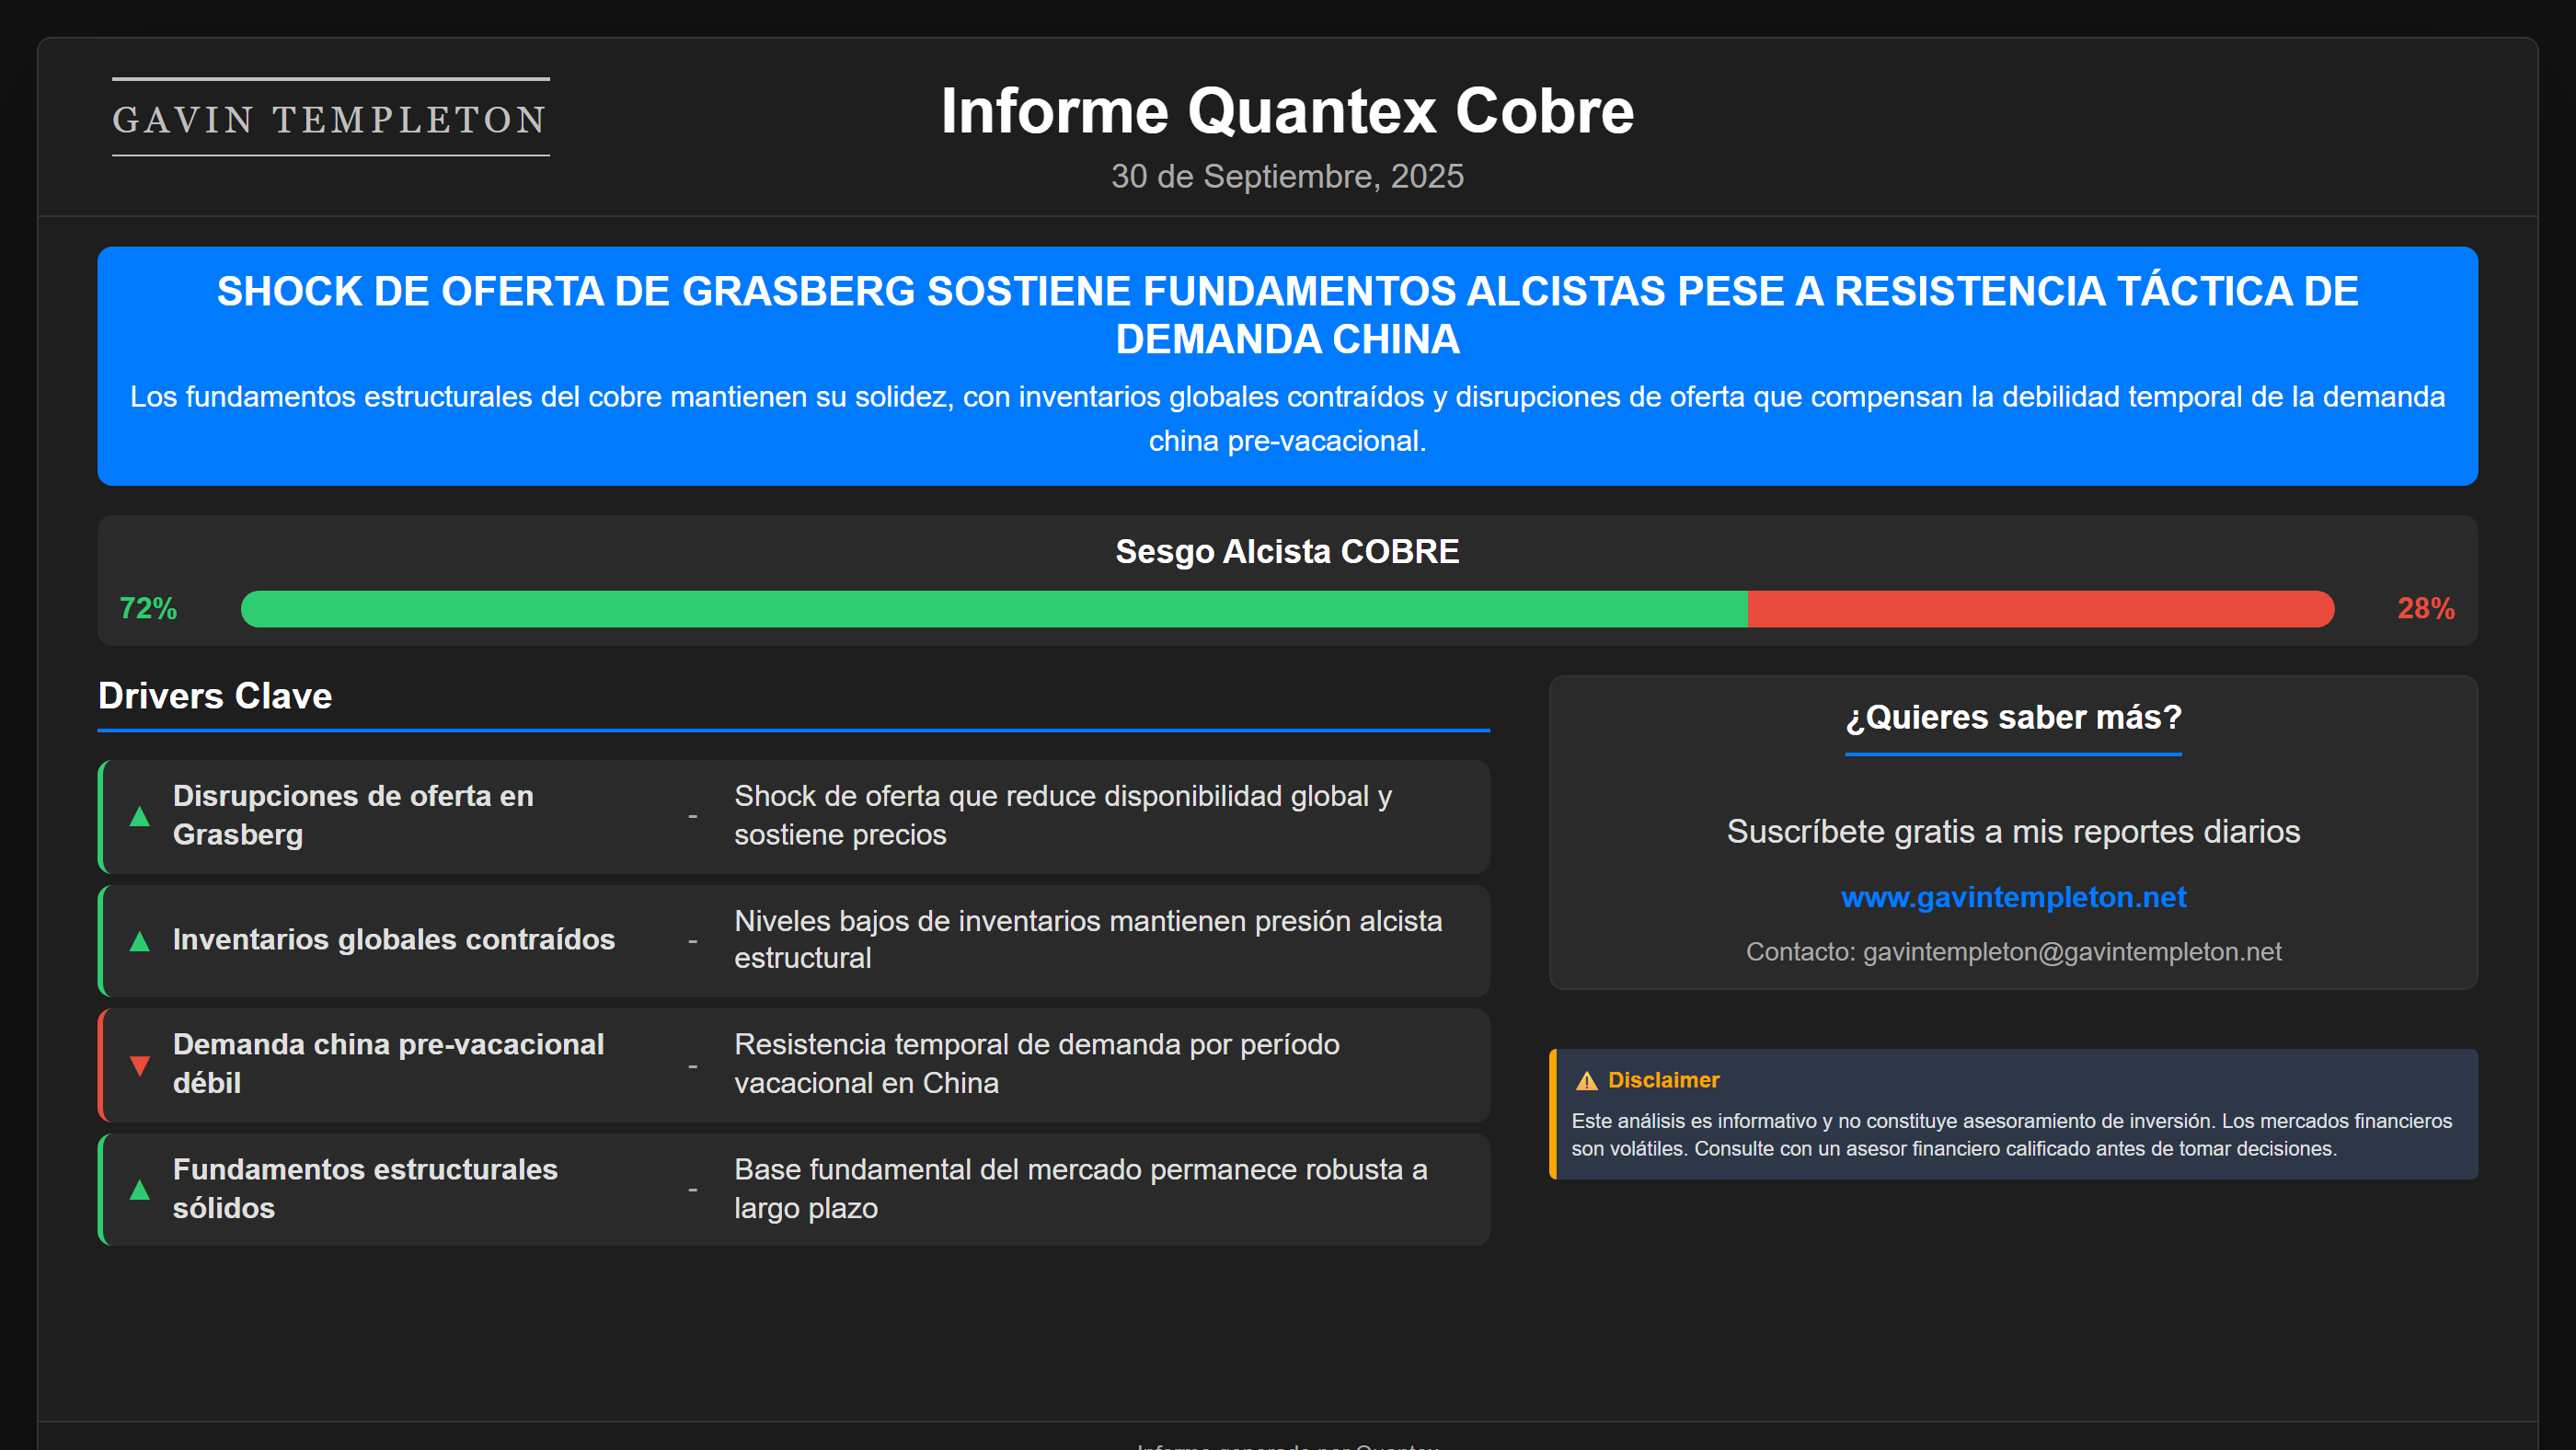 GAVIN TEMPLETON
Informe Quantex Cobre
30 de Septiembre, 2025
SHOCK DE OFERTA DE GRASBERG SOSTIENE FUNDAMENTOS ALCISTAS PESE A RESISTENCIA TÁCTICA DE
DEMANDA CHINA
Los fundamentos estructurales del cobre mantienen su solidez, con inventarios globales contraídos y disrupciones de oferta que compensan la debilidad temporal de la demanda
china pre-vacacional.
Sesgo Alcista COBRE
72%
28%
Drivers Clave
▲ Disrupciones de oferta en
Grasberg
-
Shock de oferta que reduce disponibilidad global y
sostiene precios
▲ Inventarios globales contraídos
-
Niveles bajos de inventarios mantienen presión alcista
estructural
▼ Demanda china pre-vacacional
débil
-
Resistencia temporal de demanda por período
vacacional en China
▲ Fundamentos estructurales
sólidos
-
Base fundamental del mercado permanece robusta a
largo plazo
¿Quieres saber más?
Suscríbete gratis a mis reportes diarios
www.gavintempleton.net
Contacto: gavintempleton@gavintempleton.net
⚠ Disclaimer
Este análisis es informativo y no constituye asesoramiento de inversión. Los mercados financieros
son volátiles. Consulte con un asesor financiero calificado antes de tomar decisiones.
Informe generado por Quantex